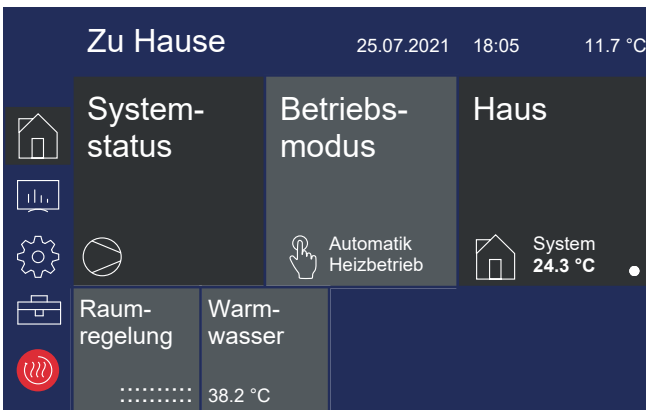 Zu Hause 25.07.2021 18:05 11.7 °C
System-
status
Betriebs-
modus
Automatik
Heizbetrieb
Haus
System
24.3 °C
Raum-
regelung
Warm-
wasser
38.2 °C